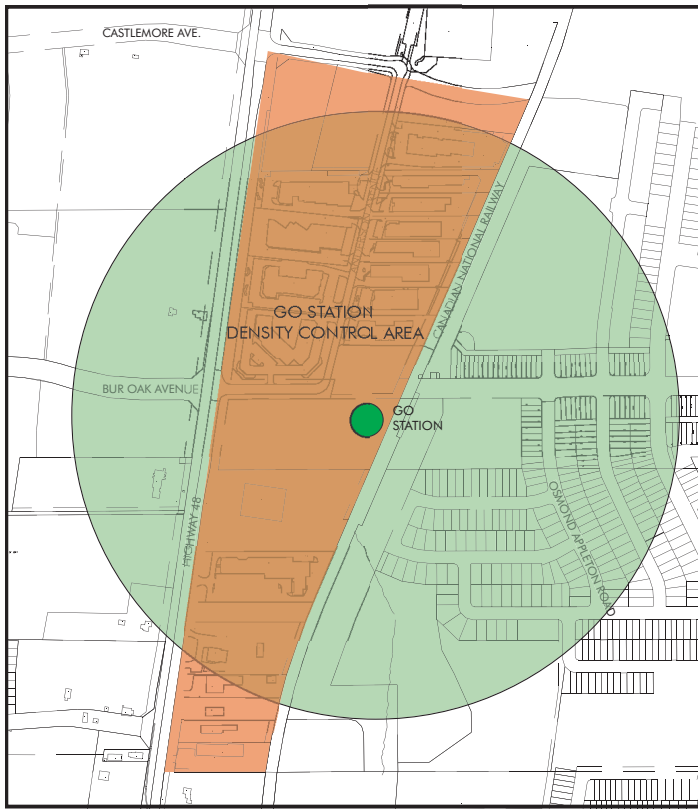 CASTLEMORE AVE.
CANADIAN NATIONAL RAILWAY
GO STATION
DENSITY CONTROL AREA
BUR OAK AVENUE
GO
STATION
HIGHWAY 48
OSMOND APPLETON ROAD